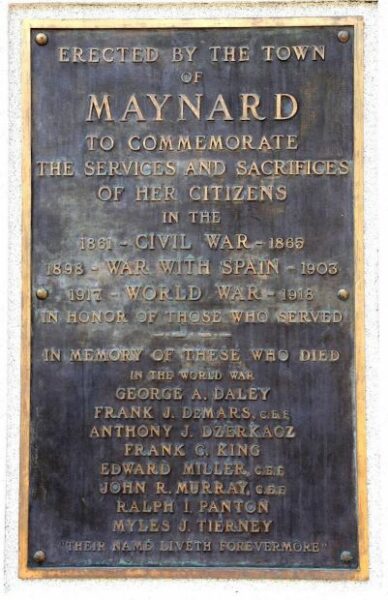 ERECTED BY THE TOWN
OF
MAYNARD
TO COMMEMORATE
THE SERVICES AND SACRIFICES
OF HER CITIZENS
IN THE
1861 - CIVIL WAR - 1865
1898 - WAR WITH SPAIN - 1903
1917 - WORLD WAR - 1918
IN HONOR OF THOSE WHO SERVED
IN MEMORY OF THESE WHO DIED
IN THE WORLD WAR
GEORGE A. DALEY
FRANK J. DEMARS, C.E.F.
ANTHONY J. DZERKACZ
FRANK C. KING
EDWARD MILLER, C.E.F.
JOHN R. MURRAY, C.E.F.
RALPH I. PANTON
MYLES J. TIERNEY
"THEIR NAME LIVETH FOREVERMORE"